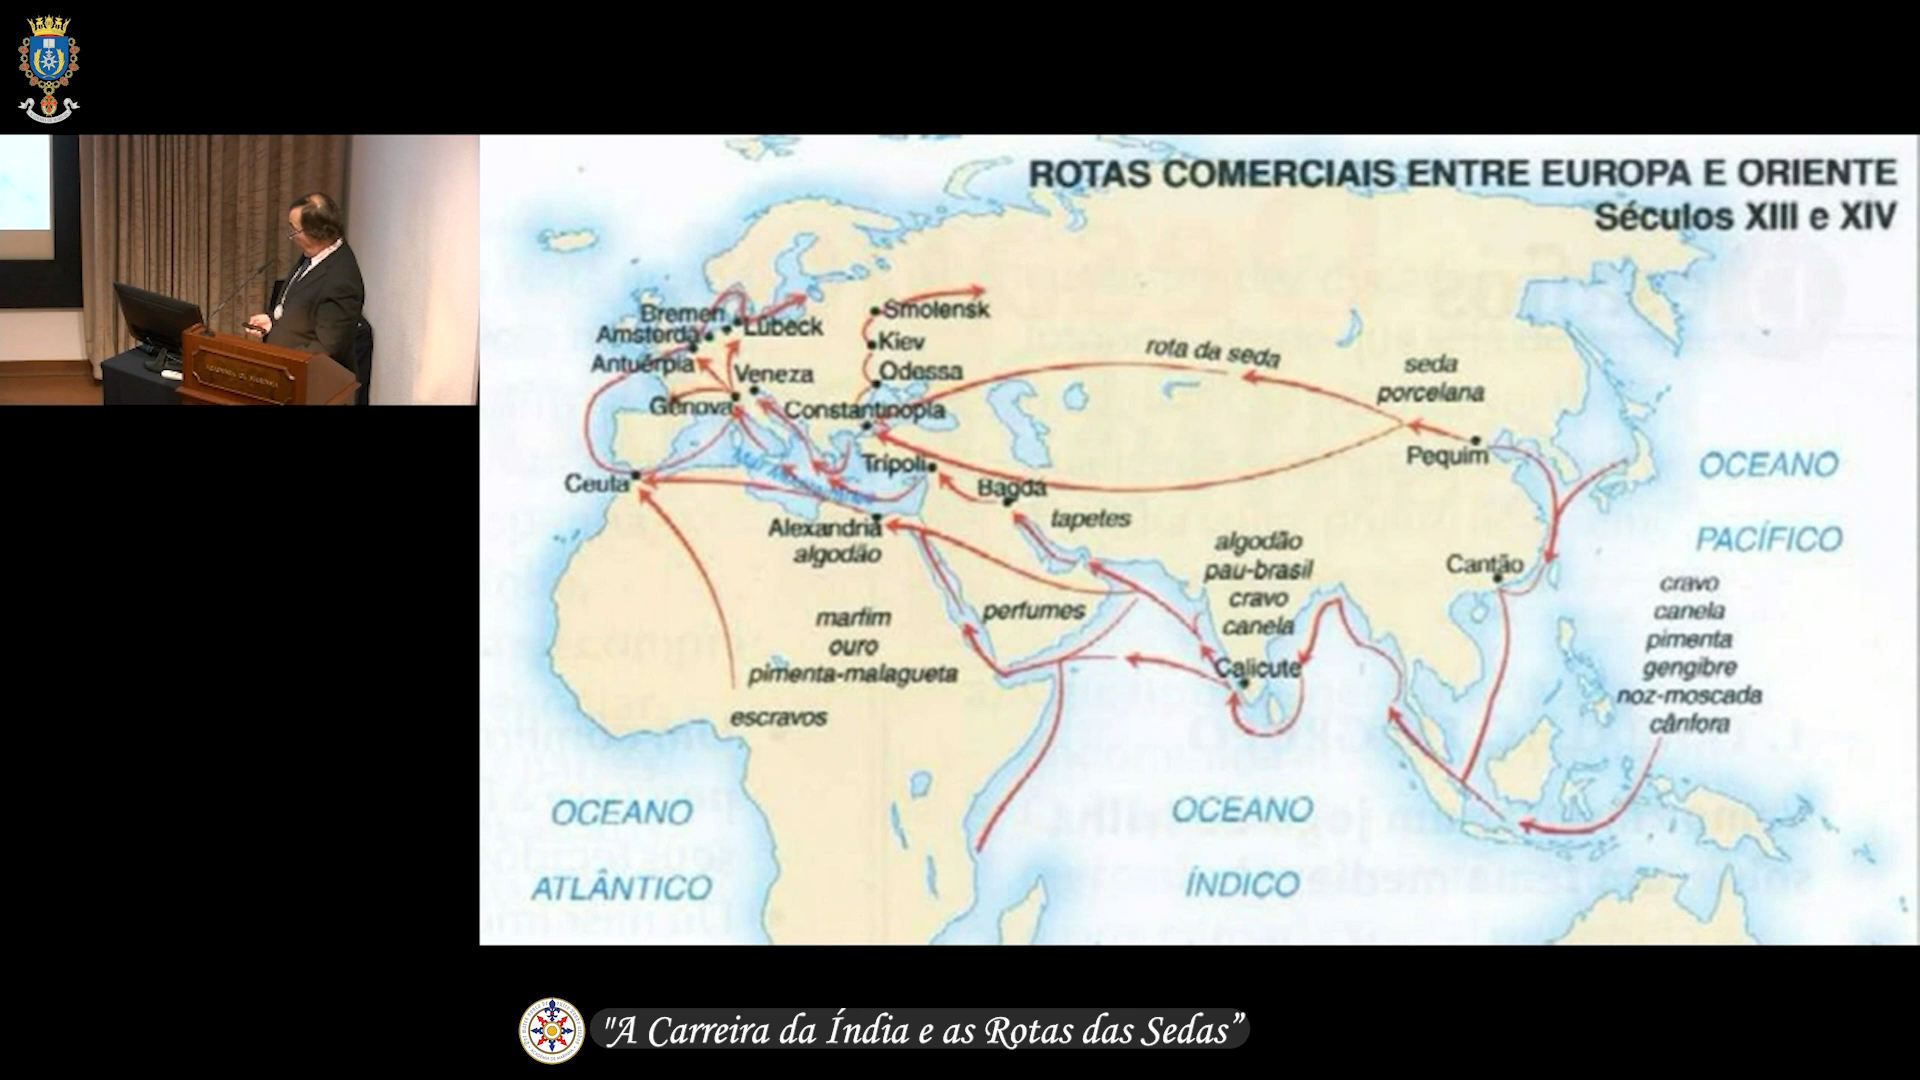 ROTAS COMERCIAIS ENTRE EUROPA E ORIENTE
Séculos XIII e XIV
Bremen
Lübeck
Amsterdã
Antuérpia
Smolensk
Kiev
Odessa
Veneza
Gênova
Constantinopla
rota da seda
seda
porcelana
Pequim
Trípoli
Ceuta
Bagdá
tapetes
Alexandria
algodão
OCEANO
PACÍFICO
algodão
pau-brasil
cravo
canela
Cantão
cravo
canela
pimenta
gengibre
noz-moscada
cânfora
perfumes
marfim
ouro
pimenta-malagueta
escravos
Calicute
OCEANO
ATLÂNTICO
OCEANO
ÍNDICO
"A Carreira da Índia e as Rotas das Sedas”